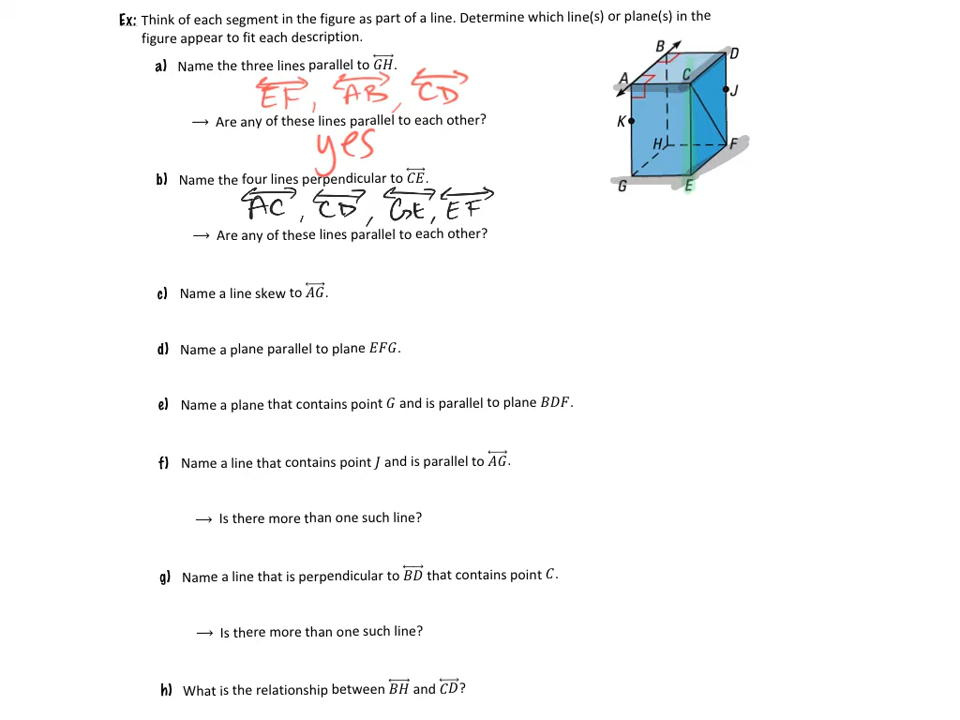 Ex: Think of each segment in the figure as part of a line. Determine which line(s) or plane(s) in the
figure appear to fit each description.
a) Name the three lines parallel to GH.
EF, AB, CD
→ Are any of these lines parallel to each other?
yes
b) Name the four lines perpendicular to CE.
AC, CD, GE, EF
→ Are any of these lines parallel to each other?
c) Name a line skew to AG.
d) Name a plane parallel to plane EFG.
e) Name a plane that contains point G and is parallel to plane BDF.
f) Name a line that contains point J and is parallel to AG.
→ Is there more than one such line?
g) Name a line that is perpendicular to BD that contains point C.
→ Is there more than one such line?
h) What is the relationship between BH and CD?
B
D
A
C
J
K
H
F
G
E